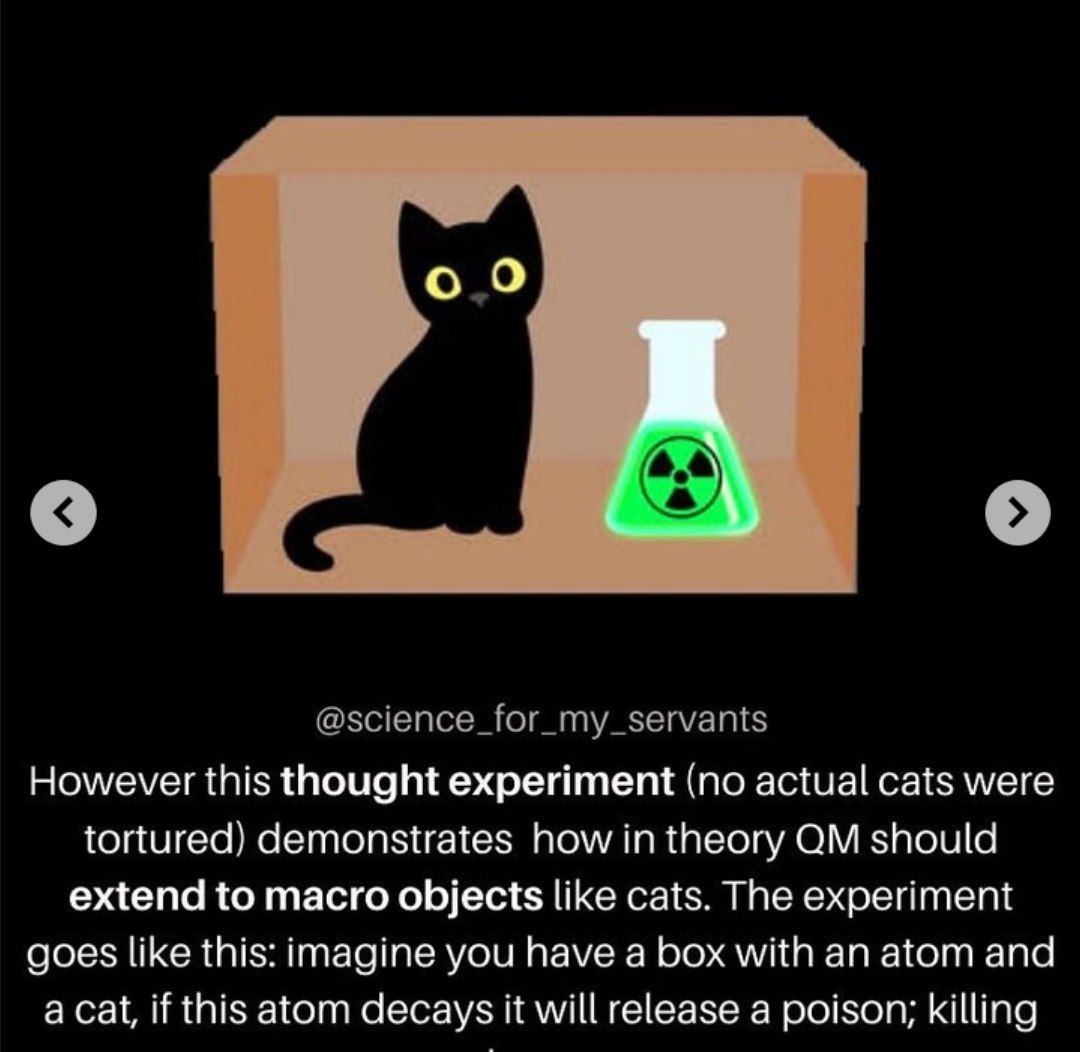 @science_for_my_servants
However this thought experiment (no actual cats were
tortured) demonstrates how in theory QM should
extend to macro objects like cats. The experiment
goes like this: imagine you have a box with an atom and
a cat, if this atom decays it will release a poison; killing